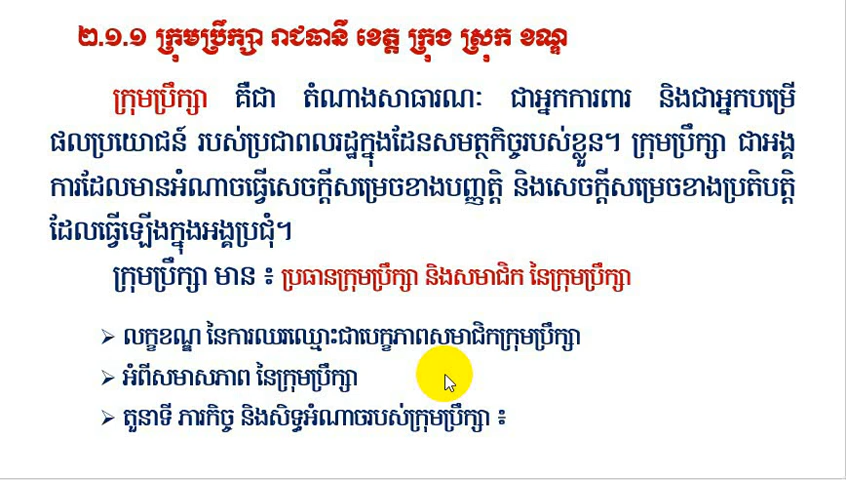 ២.១.១ ក្រុមប្រឹក្សា រាជធានី ខេត្ត ក្រុង ស្រុក ខណ្ឌ
ក្រុមប្រឹក្សា គឺជា តំណាងសាធារណៈ ជាអ្នកការពារ និងជាអ្នកបម្រើ
ផលប្រយោជន៍ របស់ប្រជាពលរដ្ឋក្នុងដែនសមត្ថកិច្ចរបស់ខ្លួន។ ក្រុមប្រឹក្សា ជាអង្គ
ការដែលមានអំណាចធ្វើសេចក្តីសម្រេចខាងបញ្ញត្តិ និងសេចក្តីសម្រេចខាងប្រតិបត្តិ
ដែលធ្វើឡើងក្នុងអង្គប្រជុំ។
ក្រុមប្រឹក្សា មាន ៖ ប្រធានក្រុមប្រឹក្សា និងសមាជិក នៃក្រុមប្រឹក្សា
➢ លក្ខខណ្ឌ នៃការឈរឈ្មោះជាបេក្ខភាពសមាជិកក្រុមប្រឹក្សា
➢ អំពីសមាសភាព នៃក្រុមប្រឹក្សា
➢ តួនាទី ភារកិច្ច និងសិទ្ធអំណាចរបស់ក្រុមប្រឹក្សា ៖